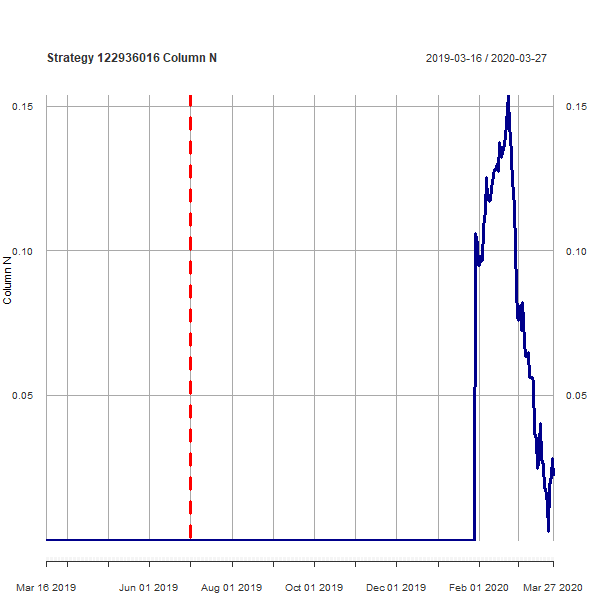 Strategy 122936016 Column N 2019-03-16 / 2020-03-27
0.15 0.15
0.10 0.10
Column N
0.05 0.05
Mar 16 2019 Jun 01 2019 Aug 01 2019 Oct 01 2019 Dec 01 2019 Feb 01 2020 Mar 27 2020